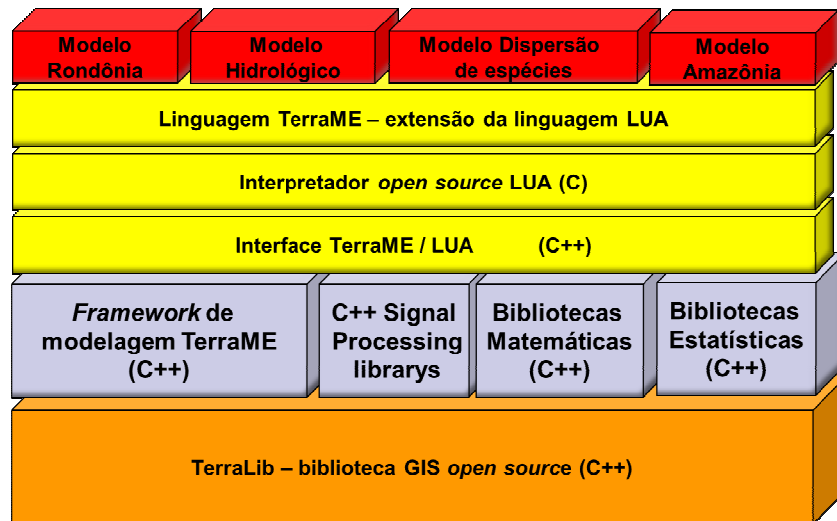 Modelo
Rondônia
Modelo
Hidrológico
Modelo Dispersão
de espécies
Modelo
Amazônia
Linguagem TerraME – extensão da linguagem LUA
Interpretador open source LUA (C)
Interface TerraME / LUA (C++)
Framework de
modelagem TerraME
(C++)
C++ Signal
Processing
librarys
Bibliotecas
Matemáticas
(C++)
Bibliotecas
Estatísticas
(C++)
TerraLib – biblioteca GIS open source (C++)